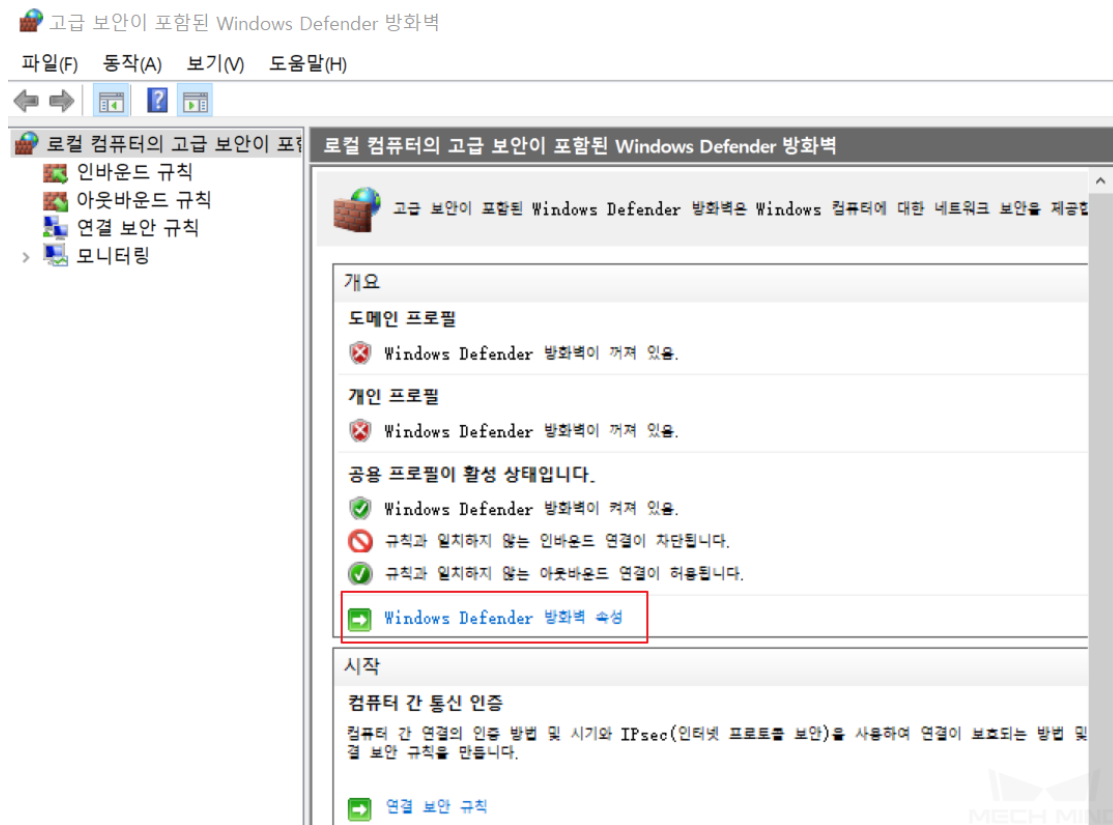 고급 보안이 포함된 Windows Defender 방화벽
파일(F) 동작(A) 보기(V) 도움말(H)
로컬 컴퓨터의 고급 보안이 포함
인바운드 규칙
아웃바운드 규칙
연결 보안 규칙
모니터링
로컬 컴퓨터의 고급 보안이 포함된 Windows Defender 방화벽
고급 보안이 포함된 Windows Defender 방화벽은 Windows 컴퓨터에 대한 네트워크 보안을 제공합
개요
도메인 프로필
Windows Defender 방화벽이 꺼져 있음.
개인 프로필
Windows Defender 방화벽이 꺼져 있음.
공용 프로필이 활성 상태입니다.
Windows Defender 방화벽이 켜져 있음.
규칙과 일치하지 않는 인바운드 연결이 차단됩니다.
규칙과 일치하지 않는 아웃바운드 연결이 허용됩니다.
Windows Defender 방화벽 속성
시작
컴퓨터 간 통신 인증
컴퓨터 간 연결의 인증 방법 및 시기와 IPsec(인터넷 프로토콜 보안)을 사용하여 연결이 보호되는 방법 및
결 보안 규칙을 만듭니다.
연결 보안 규칙
MECH MIND